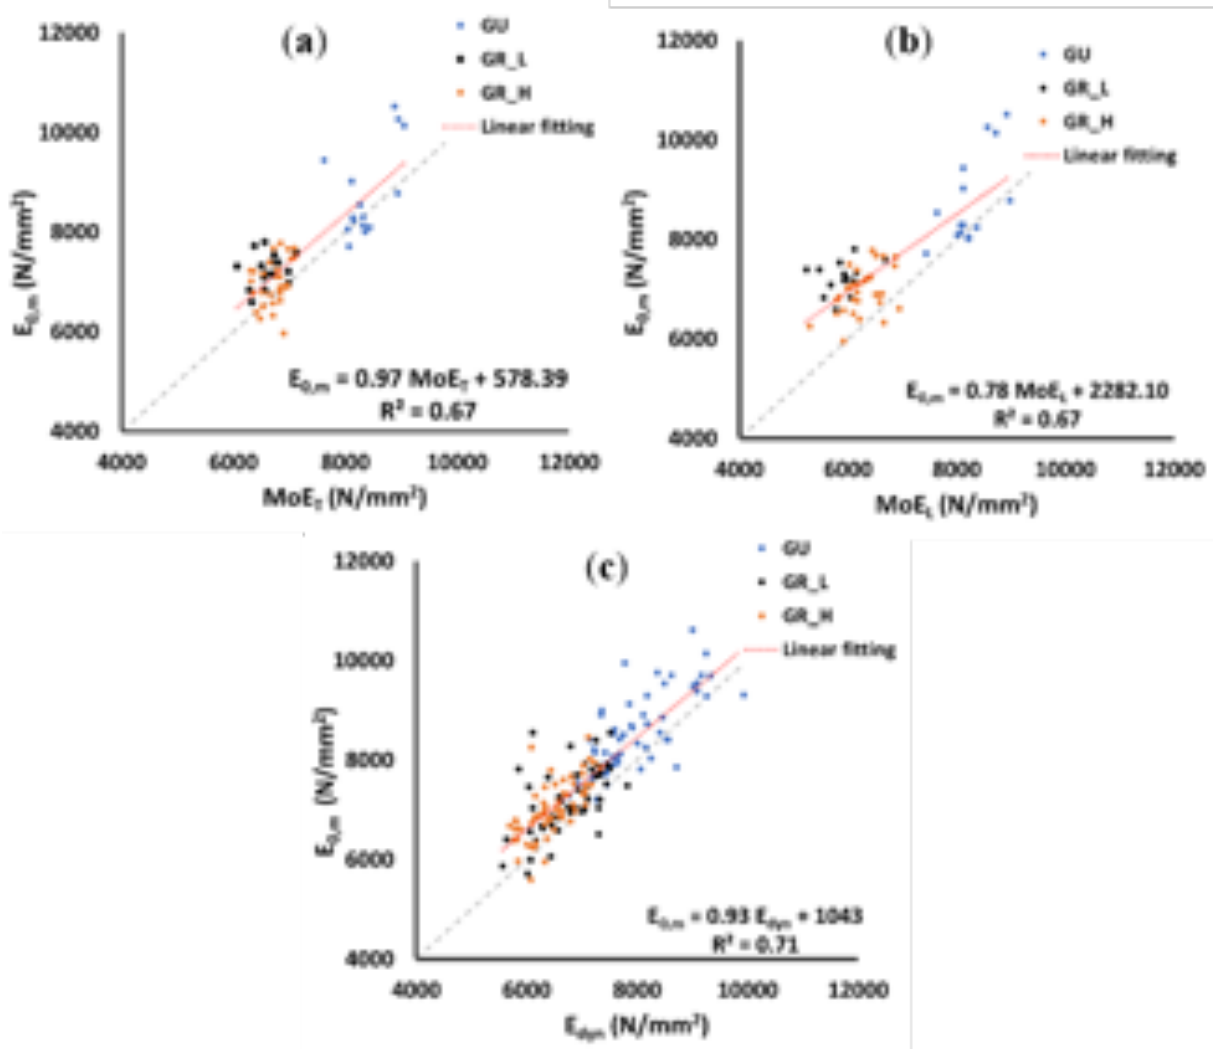 (a)
GU
GR_L
GR_H
Linear fitting
12000
10000
8000
6000
4000
E0,m (N/mm²)
E0,m = 0.97 MoET + 578.39
R² = 0.67
4000 6000 8000 10000 12000
MoET (N/mm²)
(b)
GU
GR_L
GR_H
Linear fitting
12000
10000
8000
6000
4000
E0,m (N/mm²)
E0,m = 0.78 MoEL + 2282.10
R² = 0.67
4000 6000 8000 10000 12000
MoEL (N/mm²)
(c)
GU
GR_L
GR_H
Linear fitting
12000
10000
8000
6000
4000
E0,m (N/mm²)
E0,m = 0.93 Edyn + 1043
R² = 0.71
4000 6000 8000 10000 12000
Edyn (N/mm²)